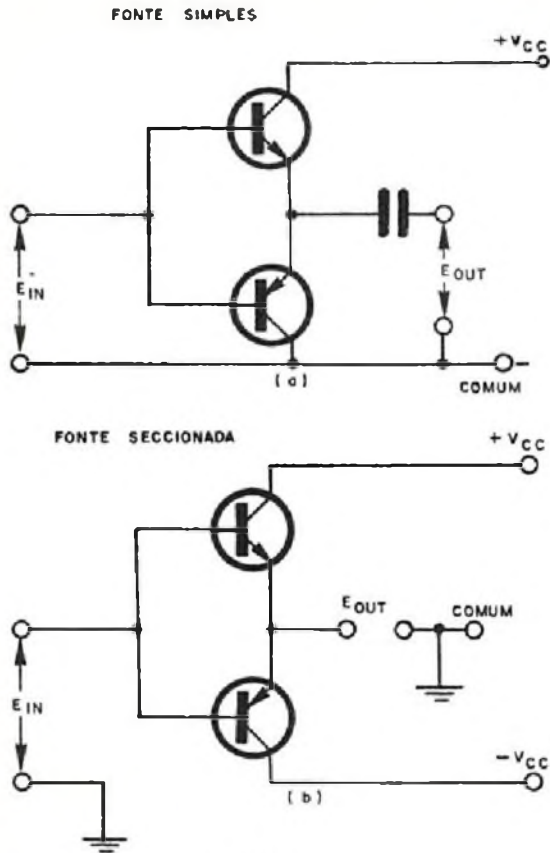 FONTE SIMPLES
+VCC
EIN
EOUT
(a)
COMUM
FONTE SECCIONADA
+VCC
EOUT
COMUM
EIN
(b)
-VCC